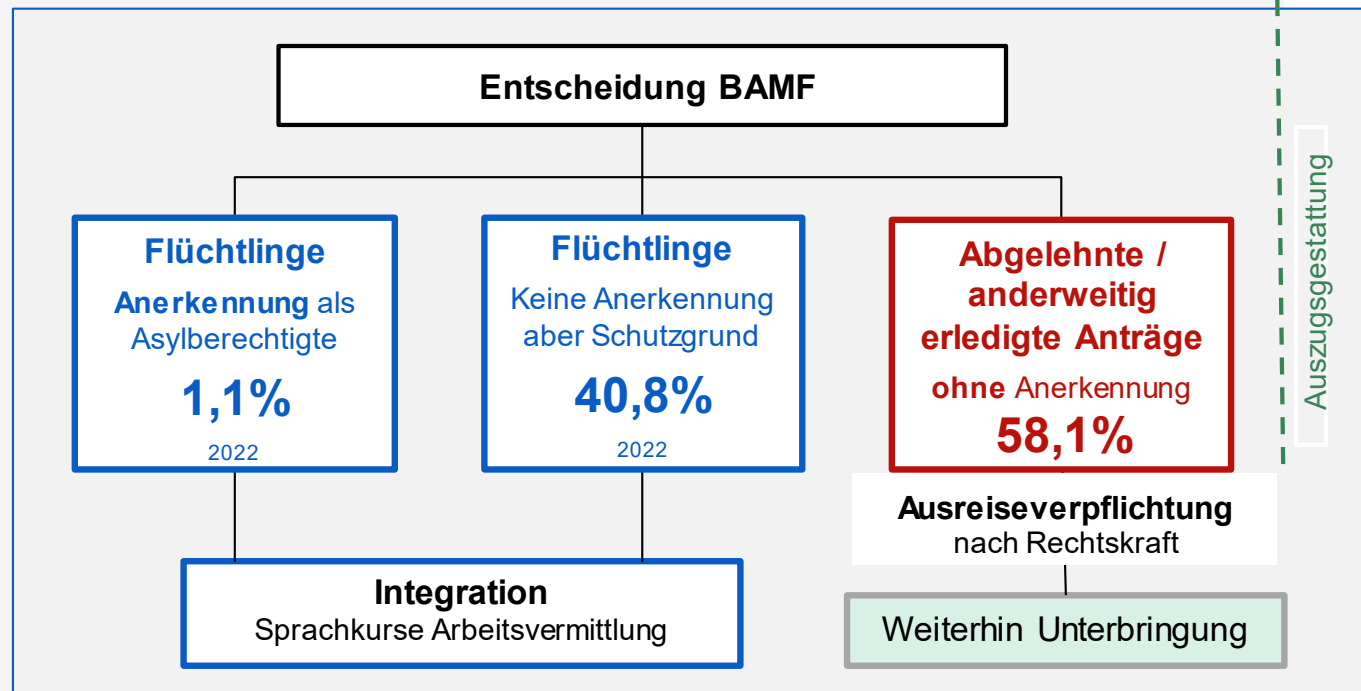 Entscheidung BAMF
Flüchtlinge
Anerkennung als
Asylberechtigte
1,1%
2022
Flüchtlinge
Keine Anerkennung
aber Schutzgrund
40,8%
2022
Abgelehnte /
anderweitig
erledigte Anträge
ohne Anerkennung
58,1%
Auszugsgestattung
Ausreiseverpflichtung
nach Rechtskraft
Integration
Sprachkurse Arbeitsvermittlung
Weiterhin Unterbringung